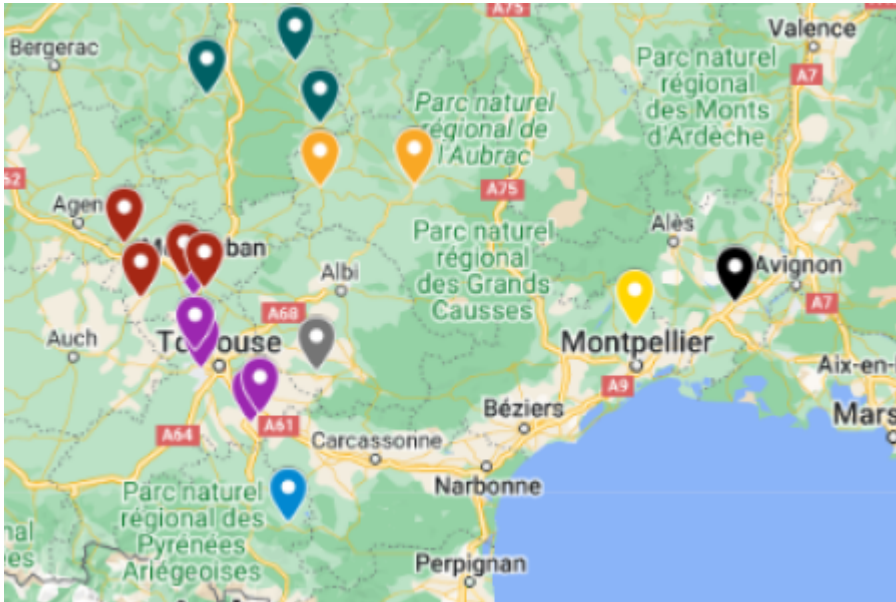 A75
Valence
Bergerac
Parc naturel
régional
des Monts
d'Ardèche
A7
Parc naturel
régional de
l'Aubrac
A75
Agen
Alès
Parc naturel
régional
des Grands
Causses
Avignon
Albi
A7
A68
Auch
Montpellier
Aix-en-
A9
Béziers
Mars
A61
A64
Carcassonne
Narbonne
Parc naturel
régional des
Pyrénées
Ariégeoises
Perpignan